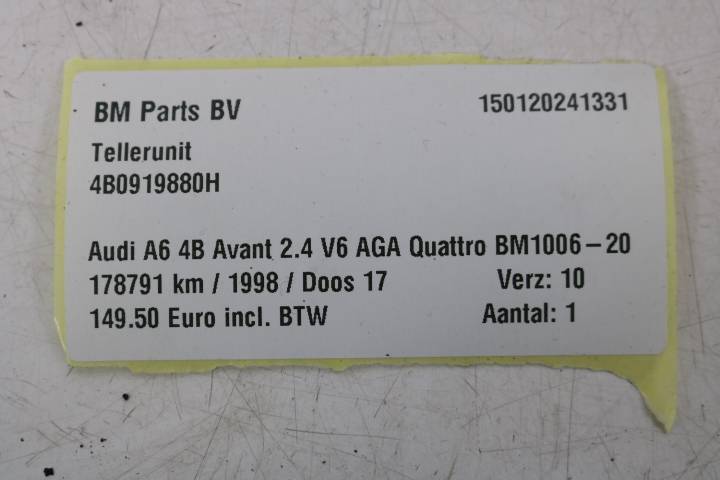 BM Parts BV 150120241331
Tellerunit
4B0919880H
Audi A6 4B Avant 2.4 V6 AGA Quattro BM1006-20
178791 km / 1998 / Doos 17 Verz: 10
149.50 Euro incl. BTW Aantal: 1